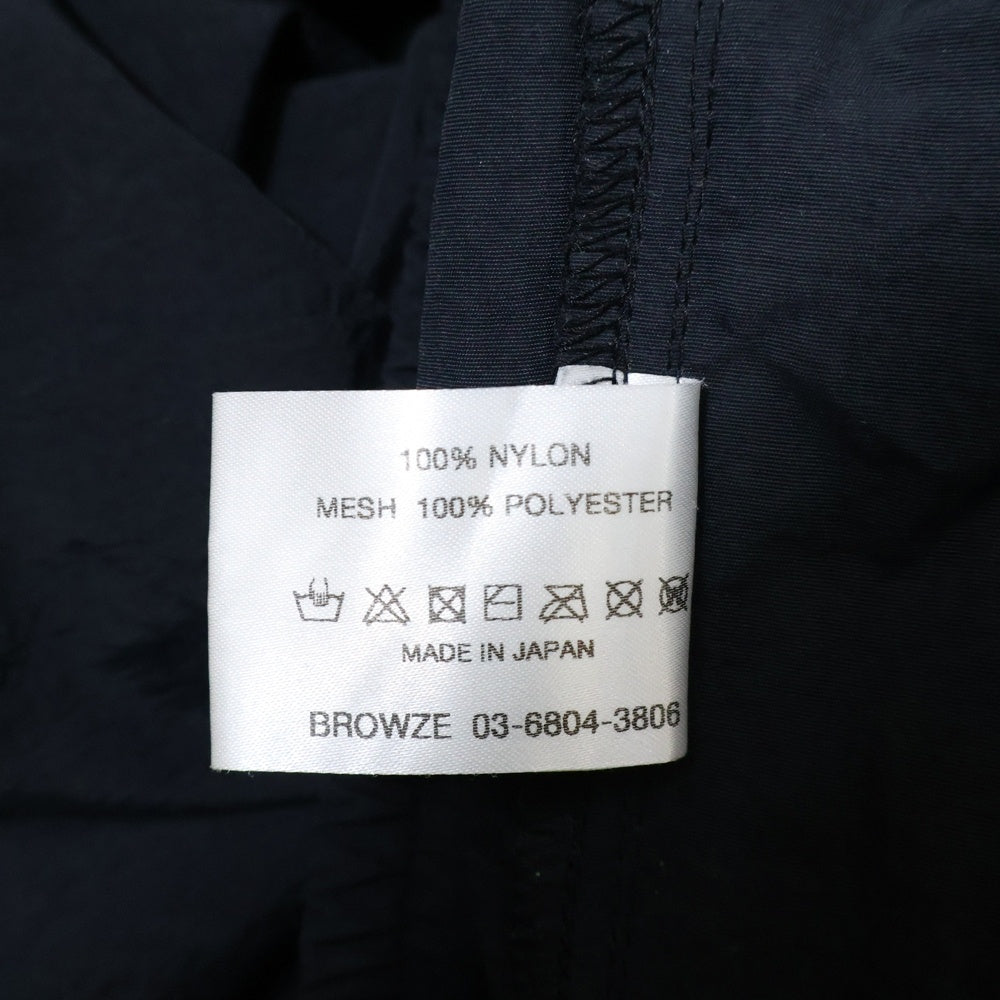 100% NYLON
MESH 100% POLYESTER
MADE IN JAPAN
BROWZE 03-6804-3806